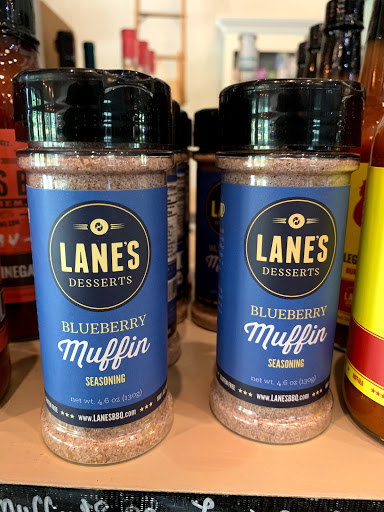 LANE'S
DESSERTS
BLUEBERRY
Muffin
SEASONING
net wt. 4.6 oz (130g)
★★★ www.LANESBBQ.com ★★★
LANE'S
DESSERTS
BLUEBERRY
Muffin
SEASONING
net wt. 4.6 oz (130g)
★★★ www.LANESBBQ.com ★★★